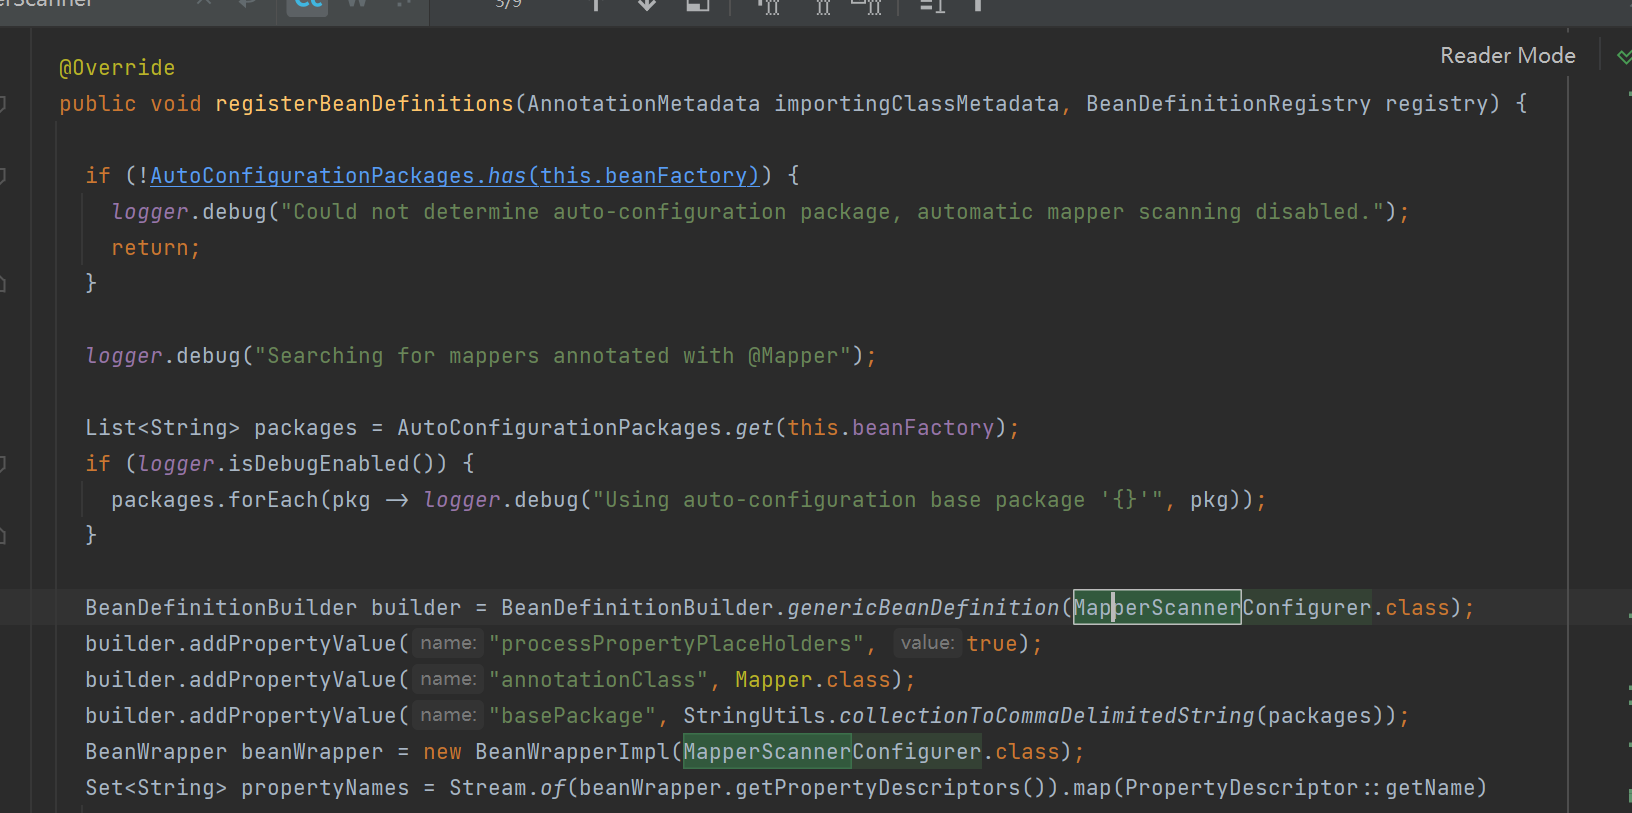 erScanner
Cc
W
3/9
Reader Mode
@Override
public void registerBeanDefinitions(AnnotationMetadata importingClassMetadata, BeanDefinitionRegistry registry) {
if (!AutoConfigurationPackages.has(this.beanFactory)) {
logger.debug("Could not determine auto-configuration package, automatic mapper scanning disabled.");
return;
}
logger.debug("Searching for mappers annotated with @Mapper");
List<String> packages = AutoConfigurationPackages.get(this.beanFactory);
if (logger.isDebugEnabled()) {
packages.forEach(pkg -> logger.debug("Using auto-configuration base package '{}'", pkg));
}
BeanDefinitionBuilder builder = BeanDefinitionBuilder.genericBeanDefinition(MapperScannerConfigurer.class);
builder.addPropertyValue( name: "processPropertyPlaceHolders", value: true);
builder.addPropertyValue( name: "annotationClass", Mapper.class);
builder.addPropertyValue( name: "basePackage", StringUtils.collectionToCommaDelimitedString(packages));
BeanWrapper beanWrapper = new BeanWrapperImpl(MapperScannerConfigurer.class);
Set<String> propertyNames = Stream.of(beanWrapper.getPropertyDescriptors()).map(PropertyDescriptor::getName)